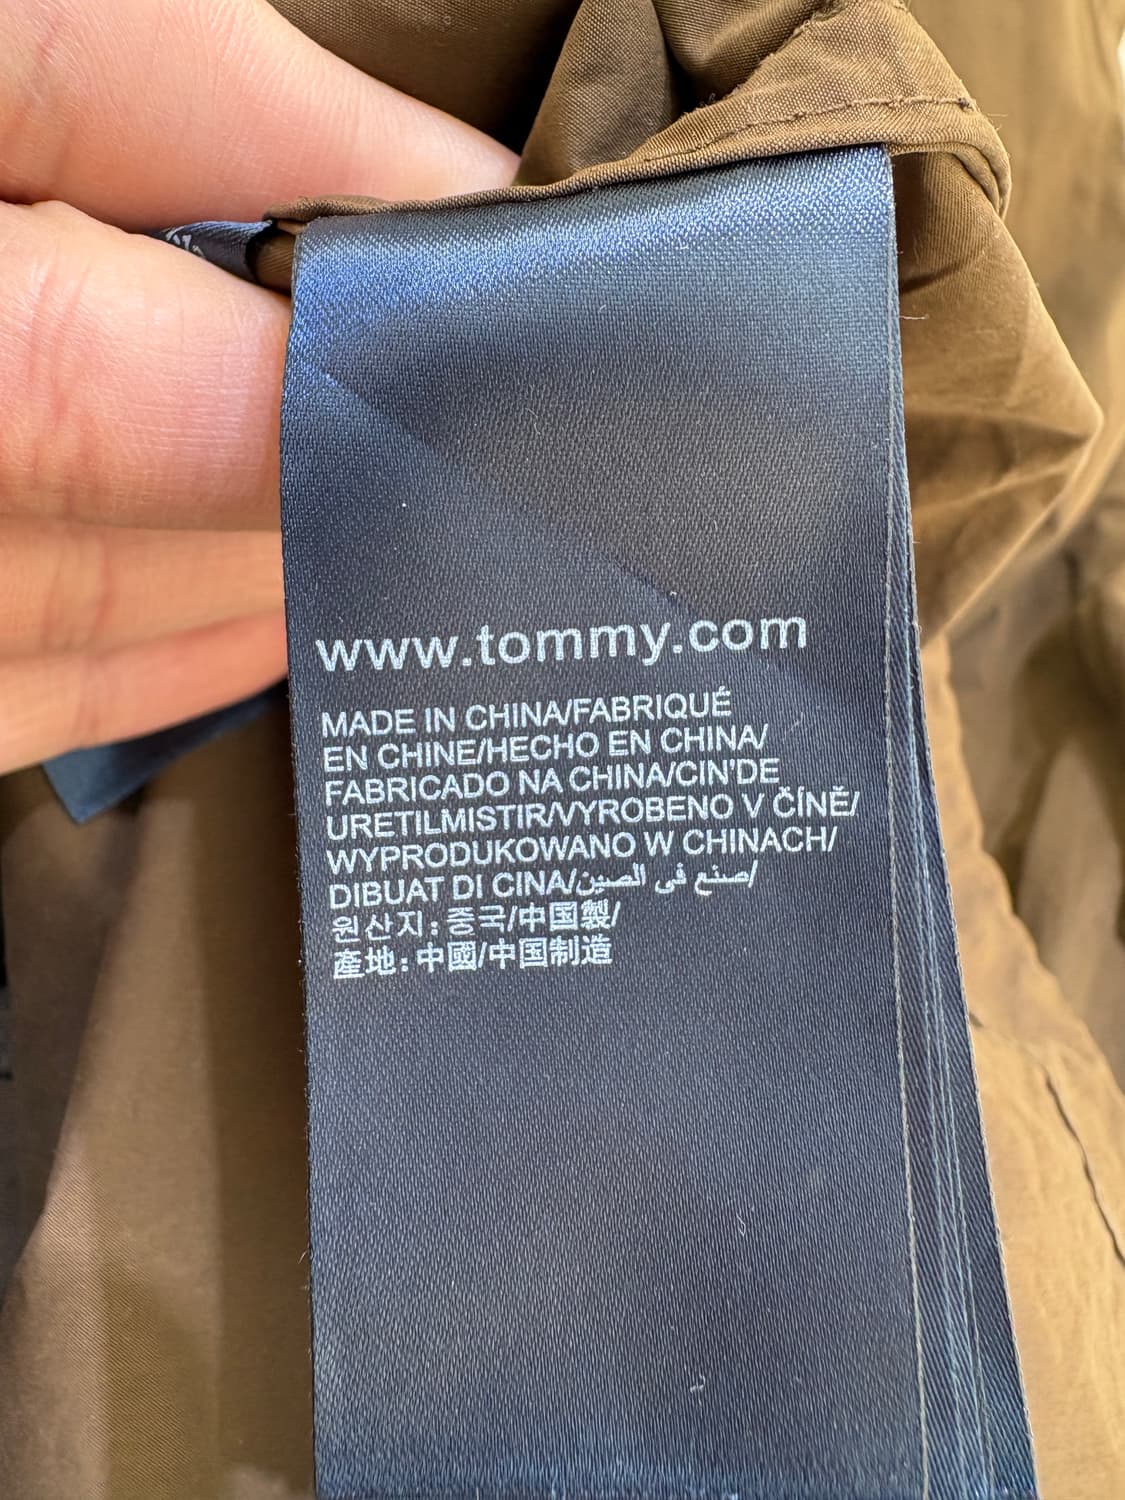 www.tommy.com
MADE IN CHINA/FABRIQUÉ
EN CHINE/HECHO EN CHINA/
FABRICADO NA CHINA/CIN'DE
URETILMISTIR/VYROBENO V ČÍNĚ/
WYPRODUKOWANO W CHINACH/
DIBUAT DI CINA/صنع في الصين/
원산지:중국/中国製/
產地:中國/中国制造